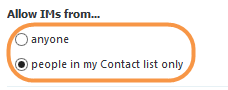 Allow IMs from...
anyone
people in my Contact list only